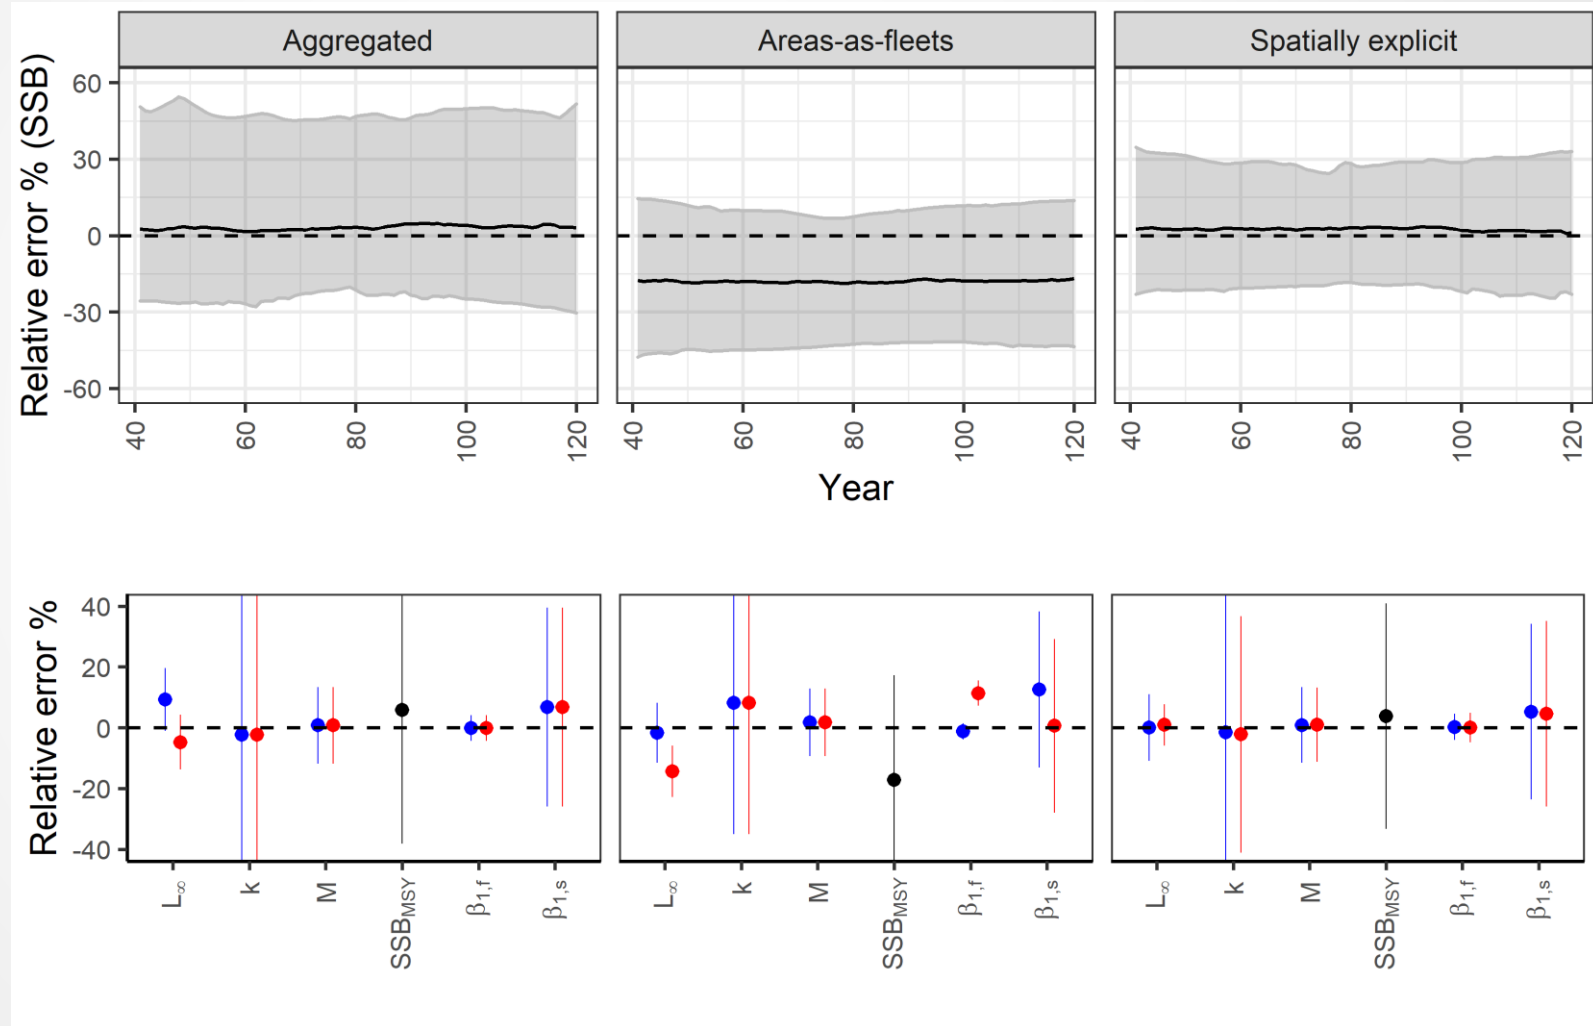 Aggregated
Areas-as-fleets
Spatially explicit
Relative error % (SSB)
60
30
0
-30
-60
40 60 80 100 120
40 60 80 100 120
40 60 80 100 120
Year
Relative error %
40
20
0
-20
-40
L∞ k M SSBMSY β1,f β1,s
L∞ k M SSBMSY β1,f β1,s
L∞ k M SSBMSY β1,f β1,s